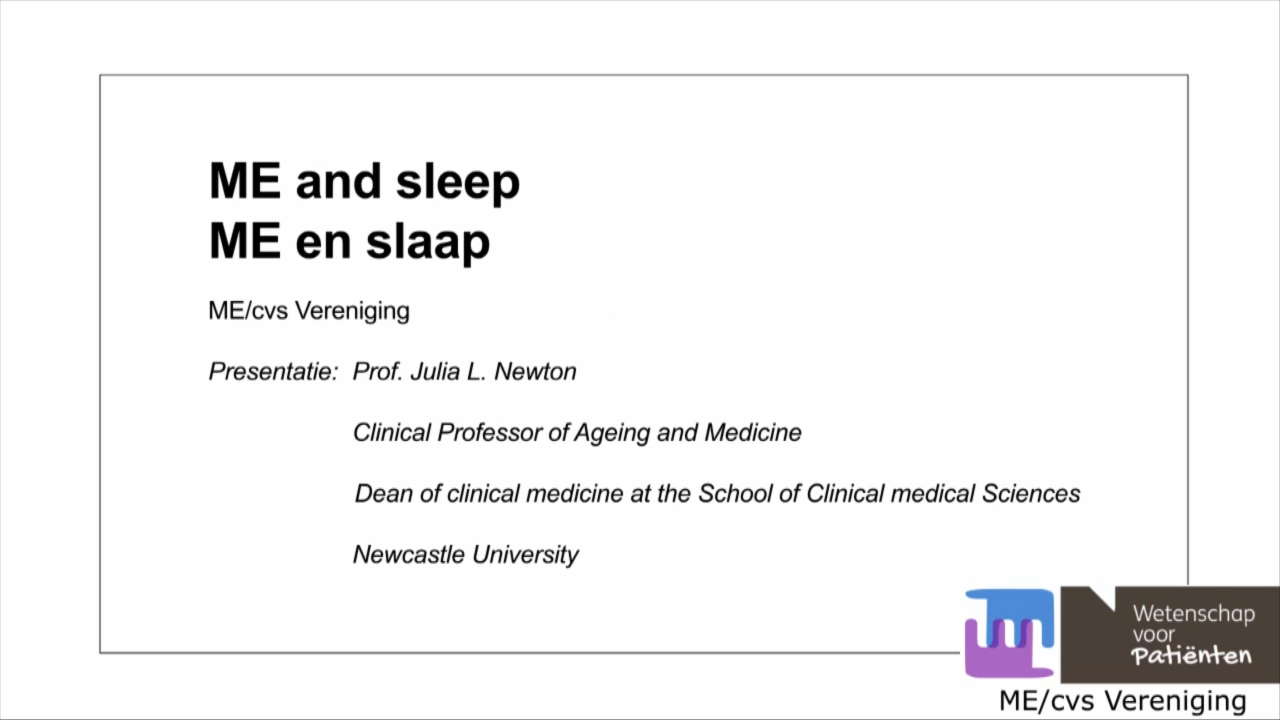 ME and sleep
ME en slaap
ME/cvs Vereniging
Presentatie: Prof. Julia L. Newton
Clinical Professor of Ageing and Medicine
Dean of clinical medicine at the School of Clinical medical Sciences
Newcastle University
Wetenschap
voor
Patiënten
ME/cvs Vereniging